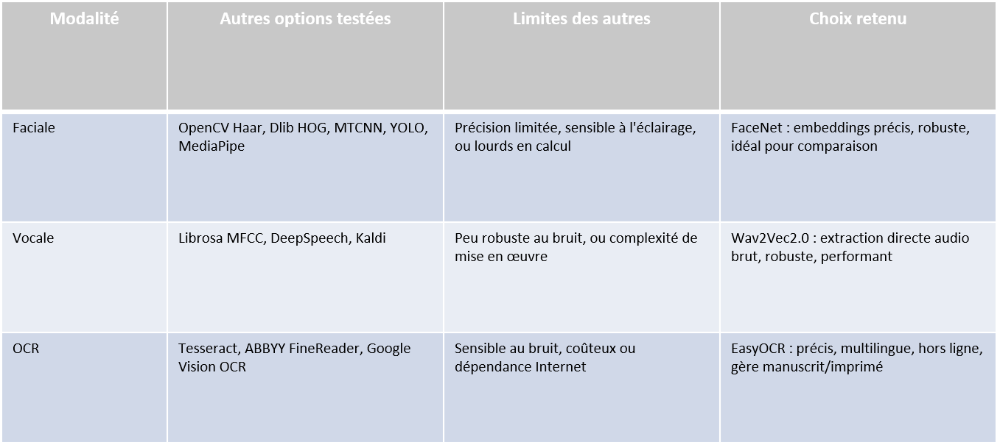 Modalité
Autres options testées
Limites des autres
Choix retenu
Faciale
OpenCV Haar, Dlib HOG, MTCNN, YOLO,
MediaPipe
Précision limitée, sensible à l'éclairage,
ou lourds en calcul
FaceNet : embeddings précis, robuste,
idéal pour comparaison
Vocale
Librosa MFCC, DeepSpeech, Kaldi
Peu robuste au bruit, ou complexité de
mise en œuvre
Wav2Vec2.0 : extraction directe audio
brut, robuste, performant
OCR
Tesseract, ABBYY FineReader, Google
Vision OCR
Sensible au bruit, coûteux ou
dépendance Internet
EasyOCR : précis, multilingue, hors ligne,
gère manuscrit/imprimé